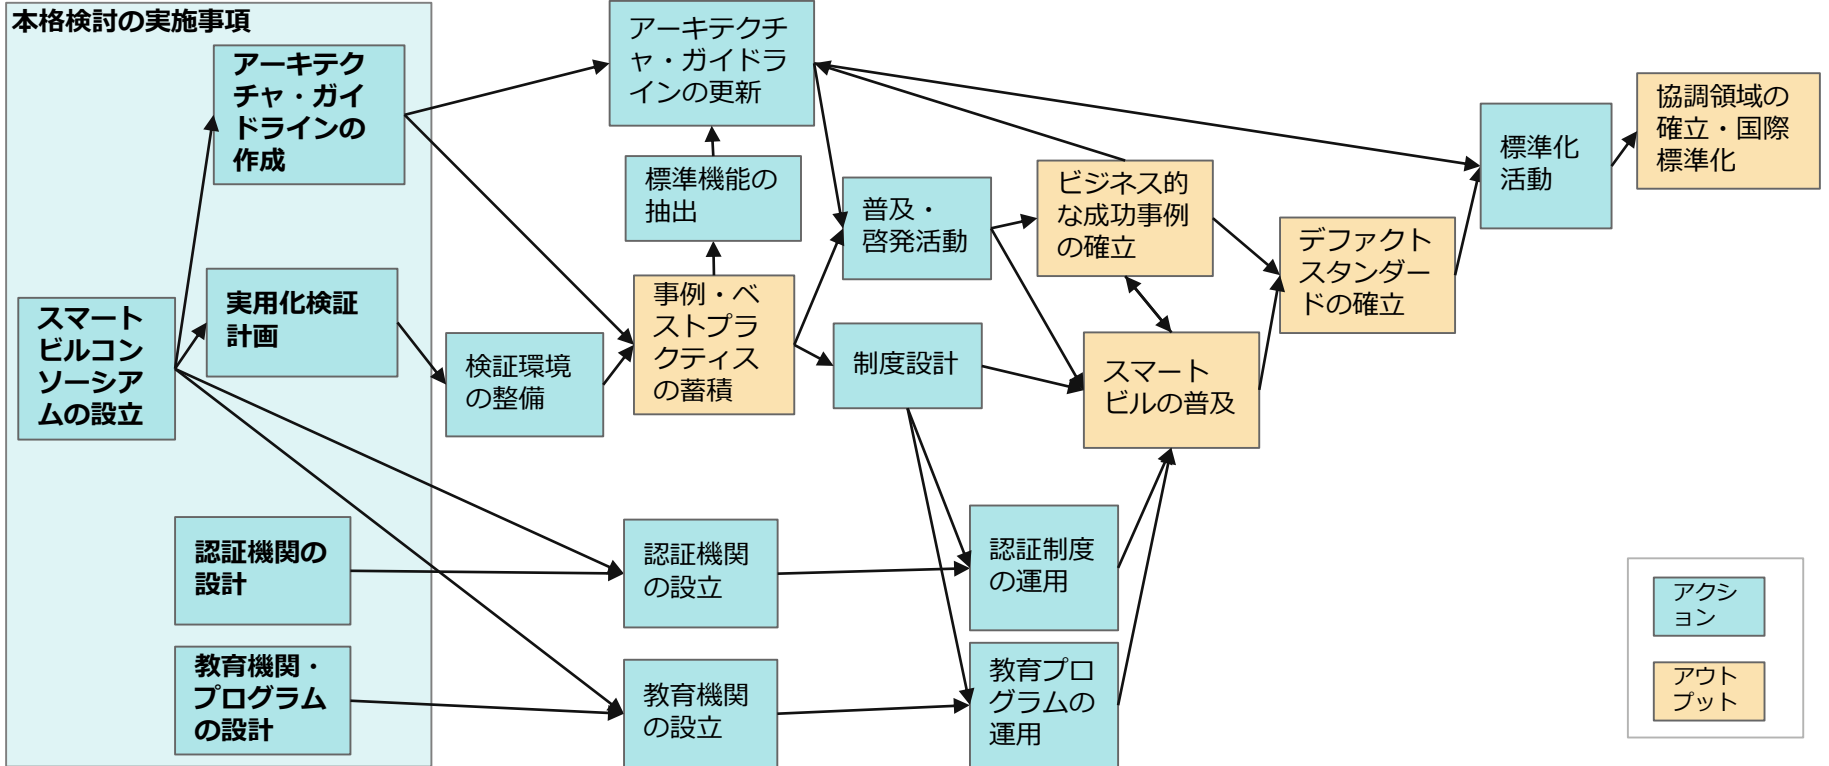 本格検討の実施事項
アーキテク
チャ・ガイ
ドラインの
作成
スマート
ビルコン
ソーシア
ムの設立
実用化検証
計画
認証機関の
設計
教育機関・
プログラム
の設計
検証環境
の整備
アーキテクチ
ャ・ガイドラ
インの更新
標準機能の
抽出
事例・ベ
ストプラ
クティス
の蓄積
認証機関
の設立
教育機関
の設立
普及・
啓発活動
制度設計
認証制度
の運用
教育プロ
グラムの
運用
ビジネス的
な成功事例
の確立
スマート
ビルの普及
デファクト
スタンダー
ドの確立
標準化
活動
協調領域の
確立・国際
標準化
アクシ
ョン
アウト
プット